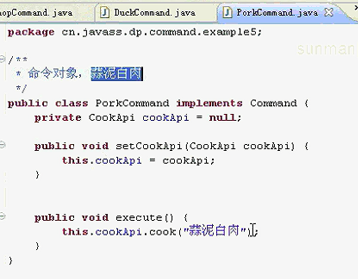 hopCommand.java DuckCommand.java PorkCommand.java
package cn.javass.dp.command.example5;
sunman
/**
 * 命令对象，蒜泥白肉
 */
public class PorkCommand implements Command {
    private CookApi cookApi = null;
    public void setCookApi(CookApi cookApi) {
        this.cookApi = cookApi;
    }
    public void execute() {
        this.cookApi.cook("蒜泥白肉");
    }
}